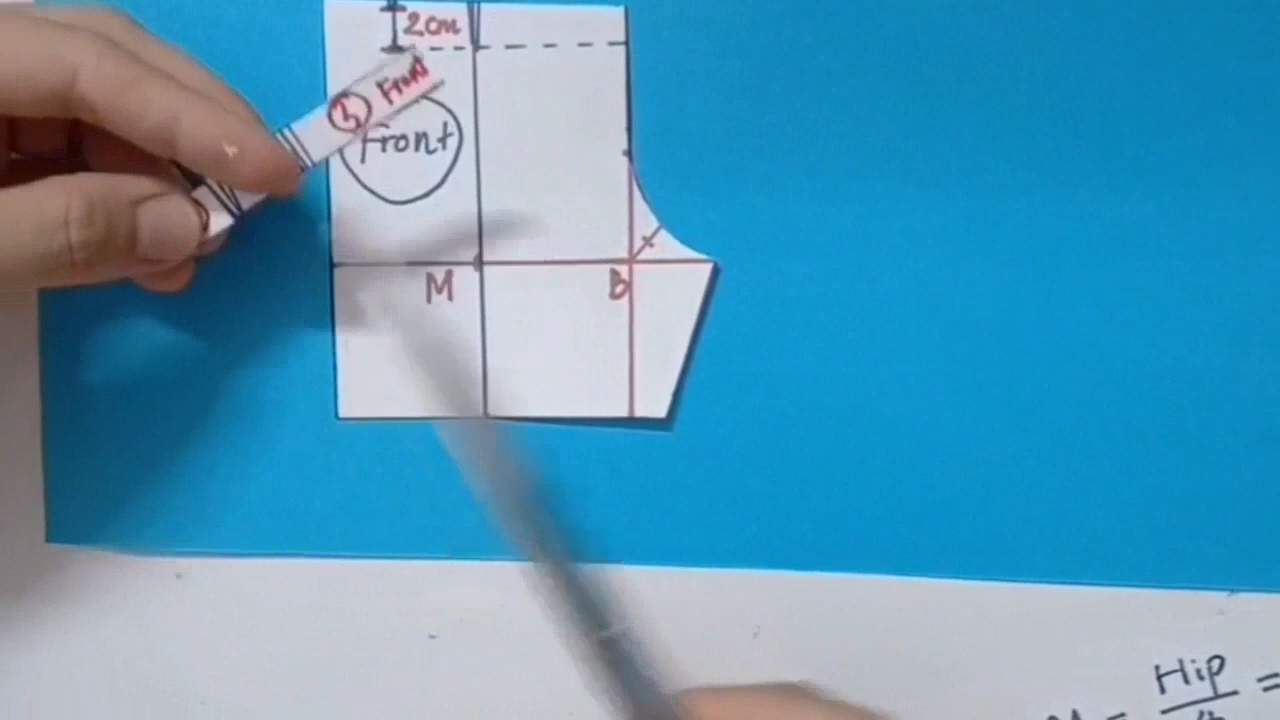 2cm
③ Front
Front
M
B
Hip
=